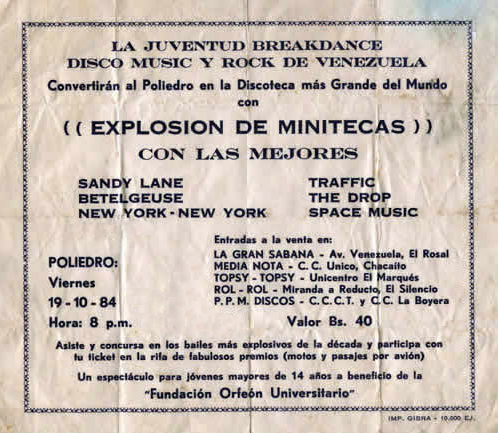 LA JUVENTUD BREAKDANCE
DISCO MUSIC Y ROCK DE VENEZUELA
Convertirán al Poliedro en la Discoteca más Grande del Mundo
con
(( EXPLOSION DE MINITECAS ))
CON LAS MEJORES
SANDY LANE TRAFFIC
BETELGEUSE THE DROP
NEW YORK - NEW YORK SPACE MUSIC
POLIEDRO:
Viernes
19-10-84
Hora: 8 p.m.
Entradas a la venta en:
LA GRAN SABANA - Av. Venezuela, El Rosal
MEDIA NOTA - C. C. Unico, Chacaito
TOPSY - TOPSY - Unicentro El Marqués
ROL - ROL - Miranda a Reducto, El Silencio
P. P. M. DISCOS - C. C. C. T. y C.C. La Boyera
Valor Bs. 40
Asiste y concursa en los bailes más explosivos de la década y participa con
tu ticket en la rifa de fabulosos premios (motos y pasajes por avión)
Un espectáculo para jóvenes mayores de 14 años a beneficio de la
"Fundación Orfeón Universitario"
IMP. GIBRA - 10.000 EJ.